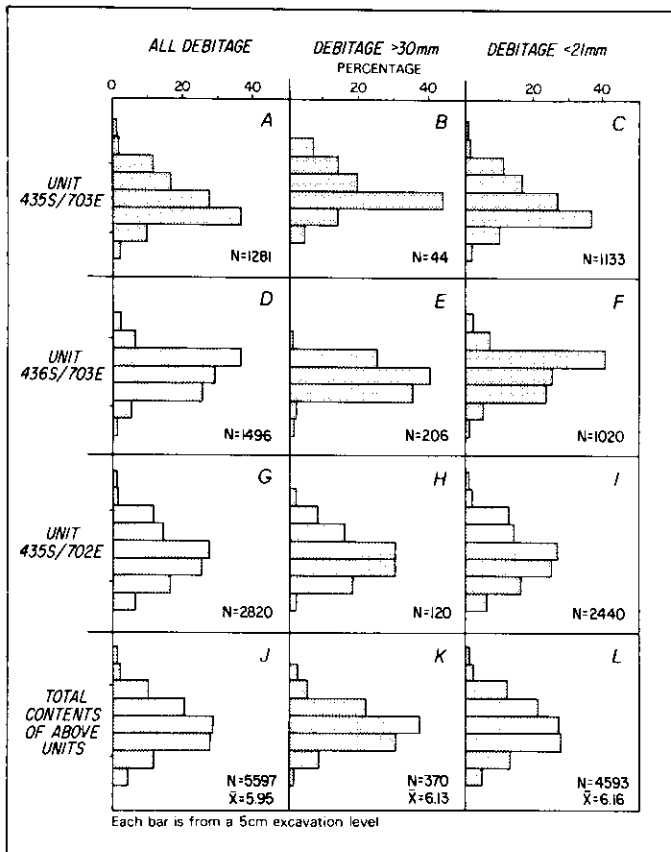 ALL DEBITAGE DEBITAGE >30mm DEBITAGE <21mm
PERCENTAGE
0 20 20 40 20 40
UNIT 435S/703E
A
N=1281
B
N=44
C
N=1133
UNIT 436S/703E
D
N=1496
E
N=206
F
N=1020
UNIT 435S/702E
G
N=2820
H
N=120
I
N=2440
TOTAL CONTENTS OF ABOVE UNITS
J
N=5597
X̄=5.95
K
N=370
X̄=6.13
L
N=4593
X̄=6.16
Each bar is from a 5cm excavation level